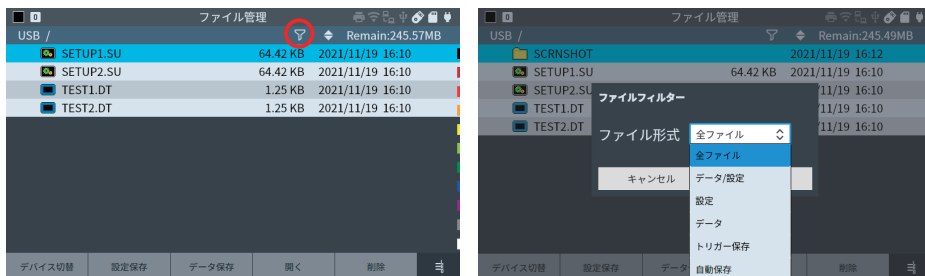 ファイル管理
USB /
Remain:245.57MB
SETUP1.SU 64.42 KB 2021/11/19 16:10
SETUP2.SU 64.42 KB 2021/11/19 16:10
TEST1.DT 1.25 KB 2021/11/19 16:10
TEST2.DT 1.25 KB 2021/11/19 16:10
デバイス切替 設定保存 データ保存 開く 削除
ファイル管理
USB /
Remain:245.49MB
SCRNSHOT 2021/11/19 16:12
SETUP1.SU 64.42 KB 2021/11/19 16:10
SETUP2.SU /11/19 16:10
TEST1.DT /11/19 16:10
TEST2.DT /11/19 16:10
ファイルフィルター
ファイル形式 全ファイル
キャンセル
全ファイル
データ/設定
設定
データ
トリガー保存
自動保存
デバイス切替 設定保存 データ 削除